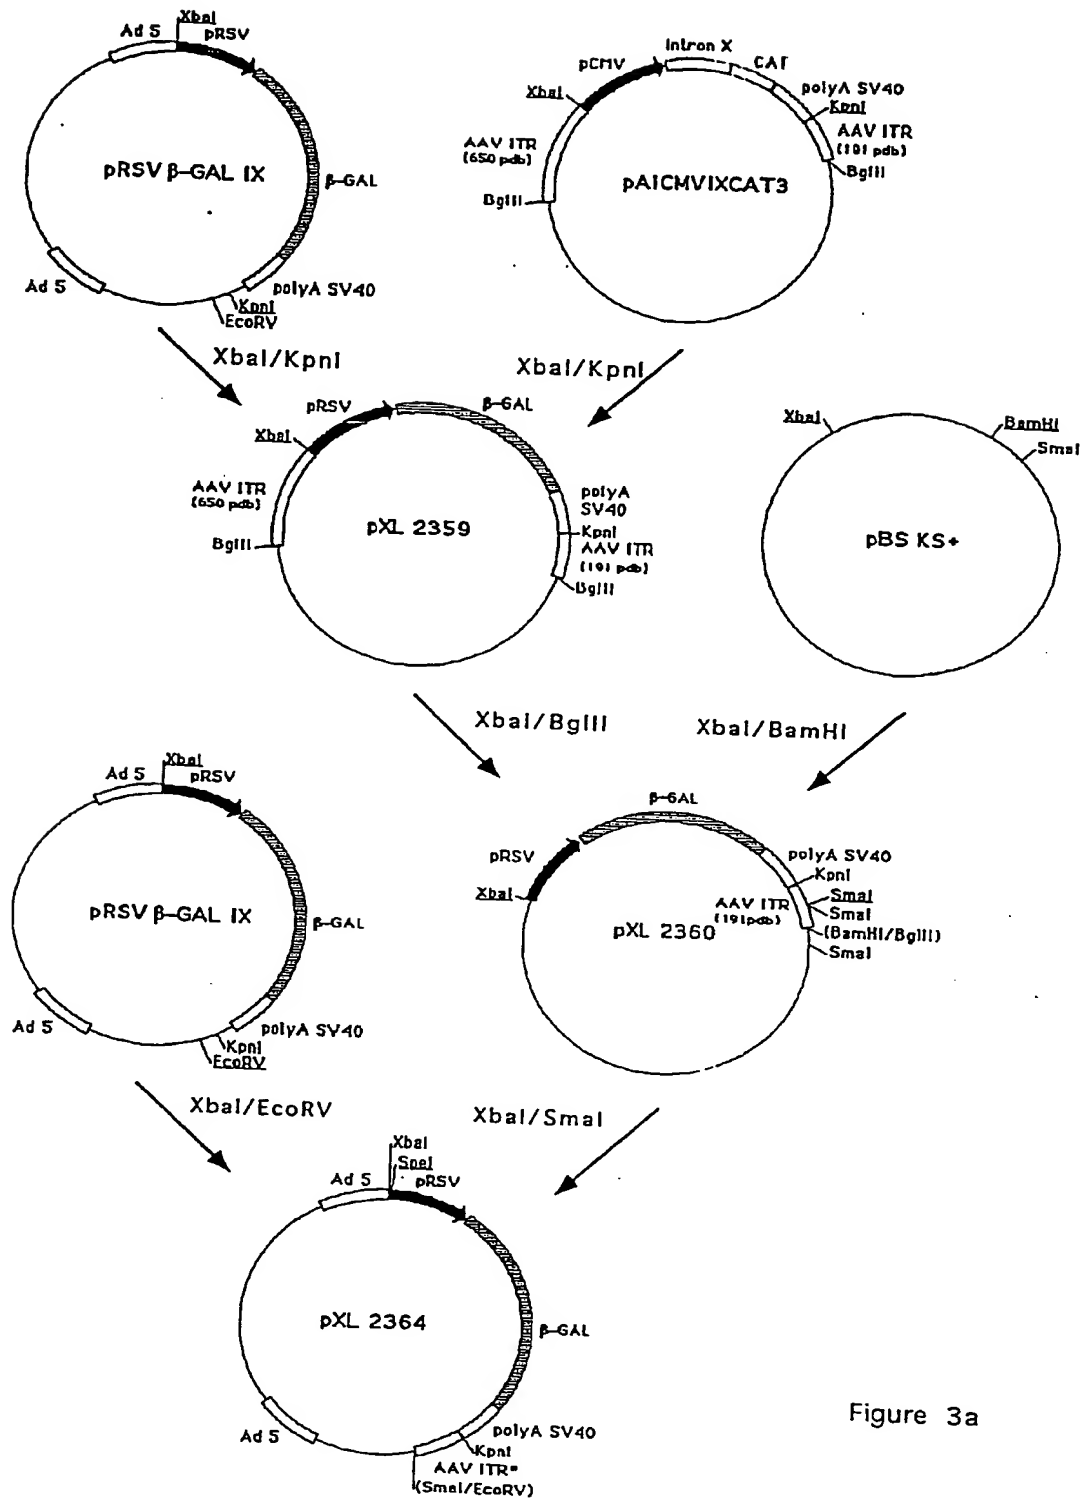 XbaI
Ad 5
pRSV
pRSV β-GAL IX
β-GAL
Ad 5
polyA SV40
KpnI
EcoRV
Intron X
pCMV
CAT
XbaI
polyA SV40
KpnI
AAV ITR
(650 pdb)
AAV ITR
(191 pdb)
BglII
BglII
pAICMVIXCAT3
XbaI/KpnI
XbaI/KpnI
pRSV
β-GAL
XbaI
AAV ITR
(650 pdb)
polyA
SV40
pXL 2359
KpnI
AAV ITR
(191 pdb)
BglII
BglII
XbaI
BamHI
SmaI
pBS KS+
XbaI/BglII
XbaI/BamHI
XbaI
Ad 5
pRSV
pRSV β-GAL IX
β-GAL
Ad 5
polyA SV40
KpnI
EcoRV
β-GAL
pRSV
polyA SV40
KpnI
XbaI
AAV ITR
(191pdb)
SmaI
SmaI
(BamHI/BglII)
SmaI
pXL 2360
XbaI/EcoRV
XbaI/SmaI
XbaI
SpeI
Ad 5
pRSV
pXL 2364
β-GAL
Ad 5
polyA SV40
KpnI
AAV ITR*
(SmaI/EcoRV)
Figure 3a